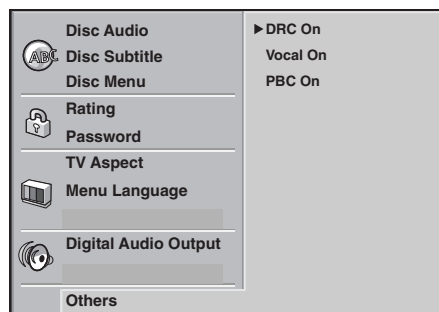 Disc Audio
ABC
Disc Subtitle
Disc Menu
Rating
Password
TV Aspect
Menu Language
Digital Audio Output
Others
DRC On
Vocal On
PBC On